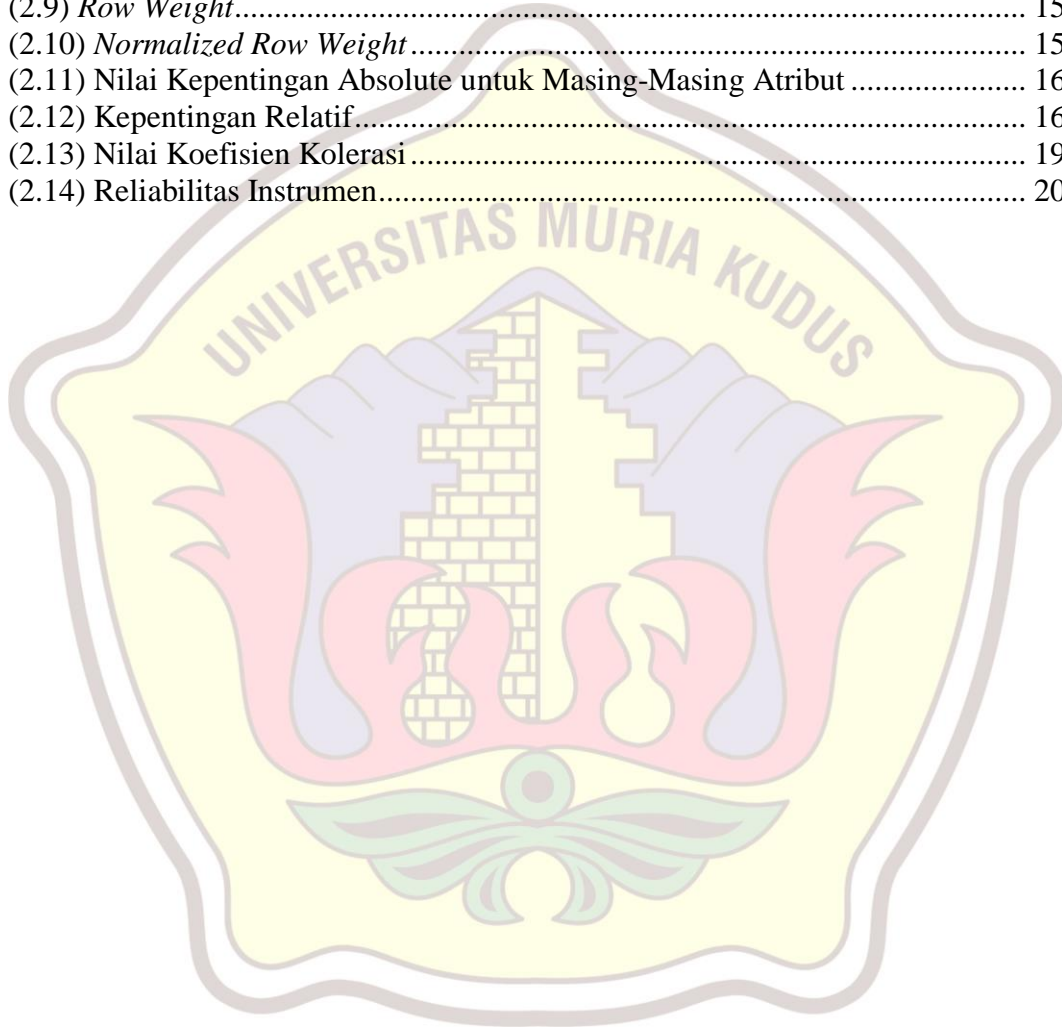 (2.9) Row Weight............................................................................................... 15
(2.10) Normalized Row Weight.......................................................................... 15
(2.11) Nilai Kepentingan Absolute untuk Masing-Masing Atribut ..................... 16
(2.12) Kepentingan Relatif................................................................................. 16
(2.13) Nilai Koefisien Kolerasi.......................................................................... 19
(2.14) Reliabilitas Instrumen.............................................................................. 20
UNIVERSITAS MURIA KUDUS